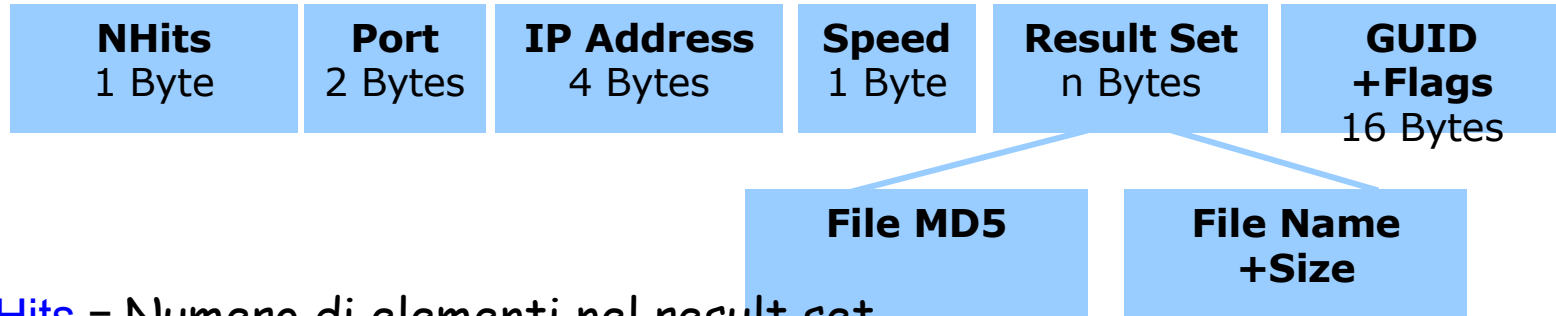 NHits
1 Byte
Port
2 Bytes
IP Address
4 Bytes
Speed
1 Byte
Result Set
n Bytes
GUID
+Flags
16 Bytes
File MD5
File Name
+Size
Hits = Numero di elementi nel result set